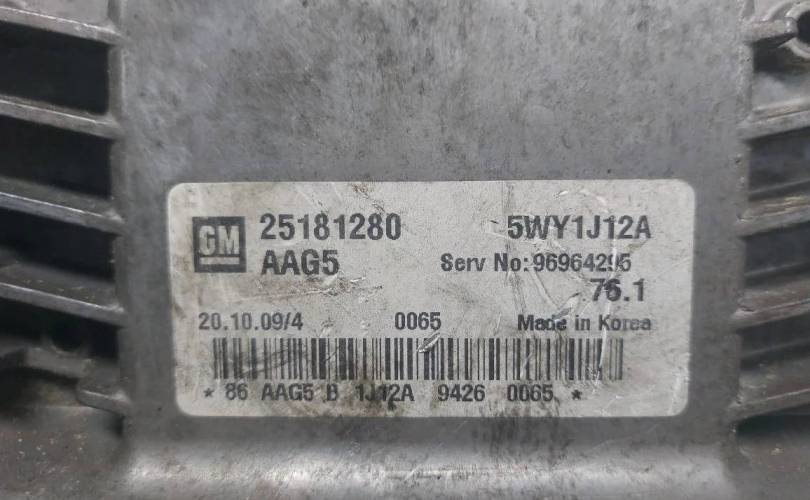 GM 25181280 5WY1J12A
AAG5 Serv No:96964295
76.1
20.10.09/4 0065 Made in Korea
* 86 AAG5 B 1J12A 9426 0065 *